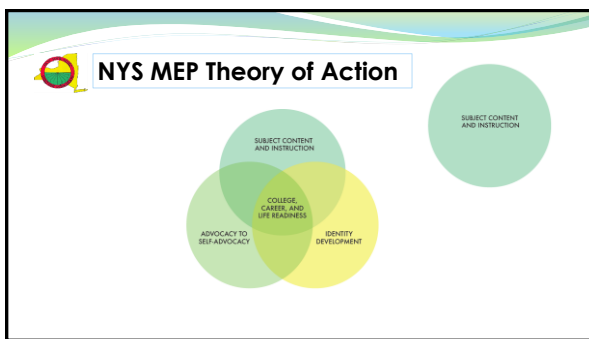 NYS MEP Theory of Action
SUBJECT CONTENT
AND INSTRUCTION
SUBJECT CONTENT
AND INSTRUCTION
COLLEGE,
CAREER, AND
LIFE READINESS
ADVOCACY TO
SELF-ADVOCACY
IDENTITY
DEVELOPMENT